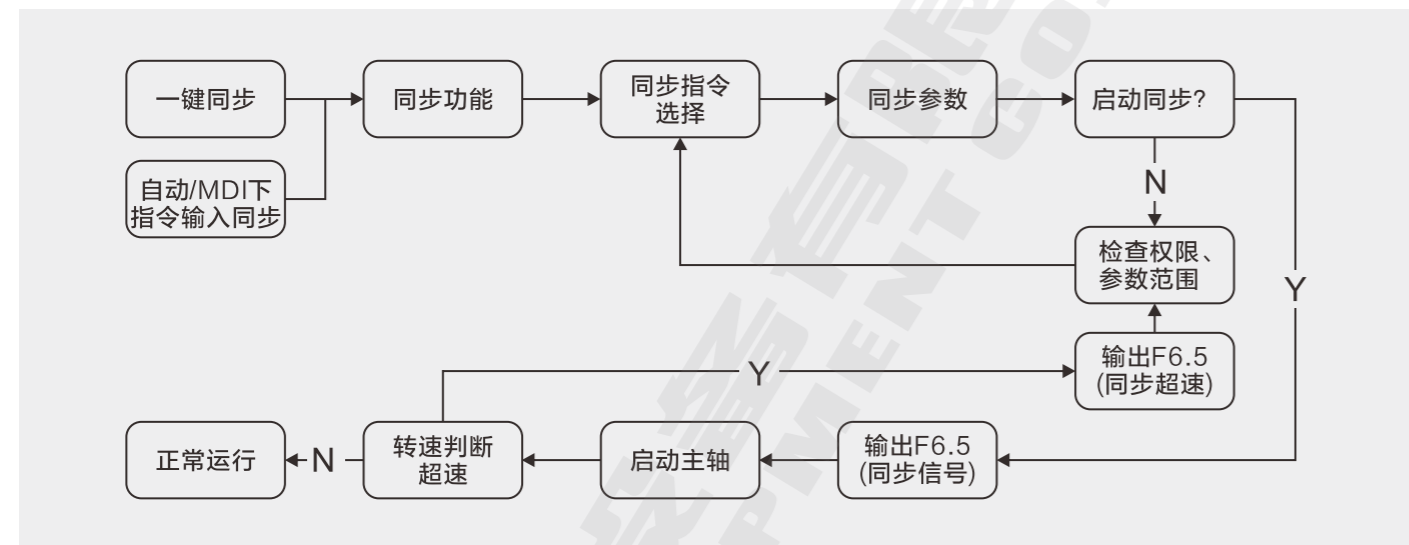 一键同步
同步功能
同步指令
选择
同步参数
启动同步?
自动/MDI下
指令输入同步
N
检查权限、
参数范围
Y
输出F6.5
(同步超速)
Y
正常运行
N
转速判断
超速
启动主轴
输出F6.5
(同步信号)